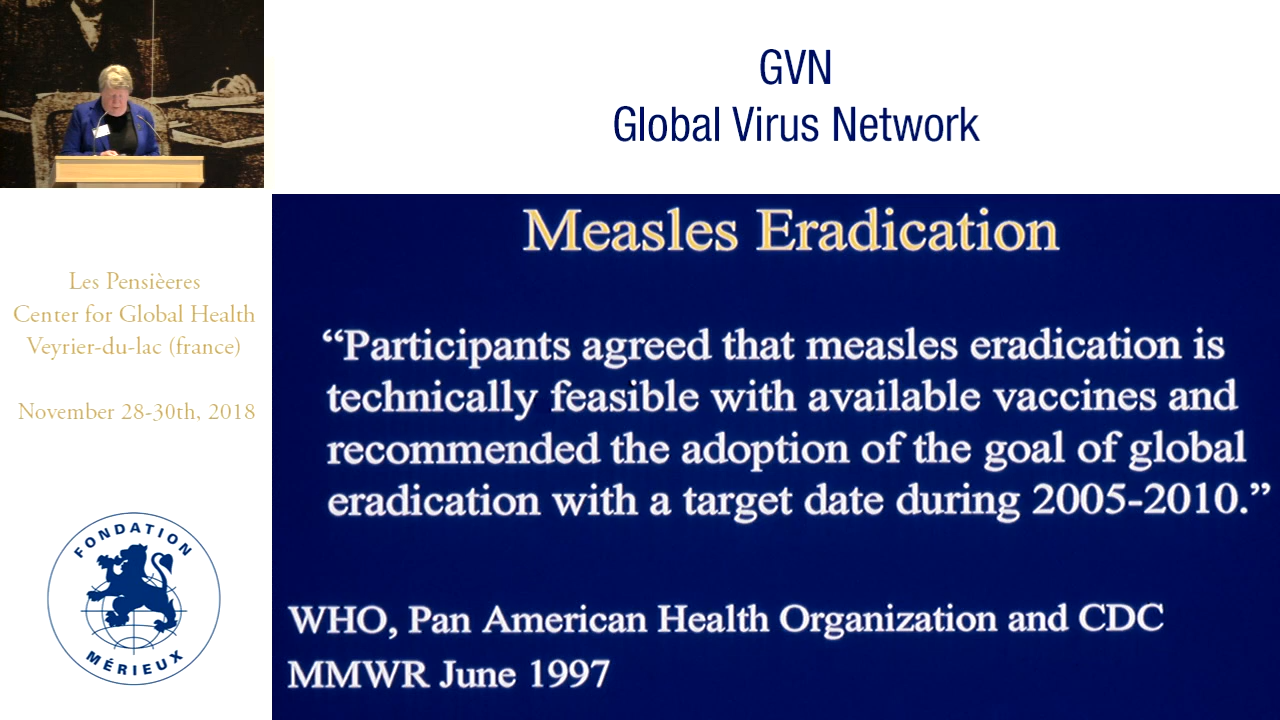 GVN
Global Virus Network
Les Pensièeres
Center for Global Health
Veyrier-du-lac (france)
November 28-30th, 2018
FONDATION
MÉRIEUX
Measles Eradication
“Participants agreed that measles eradication is
technically feasible with available vaccines and
recommended the adoption of the goal of global
eradication with a target date during 2005-2010.”
WHO, Pan American Health Organization and CDC
MMWR June 1997